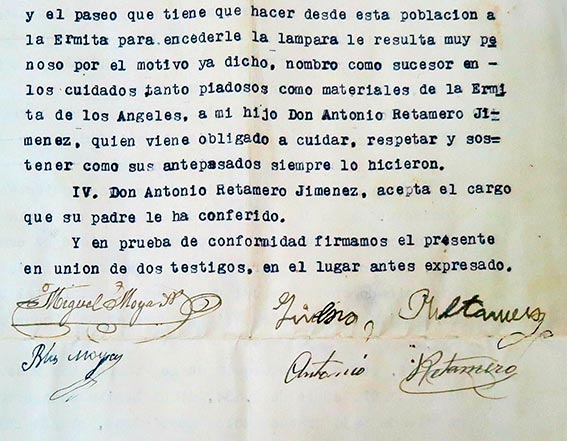 y el paseo que tiene que hacer desde esta poblacion a
la Ermita para encederle la lampara le resulta muy pe
noso por el motivo ya dicho, nombro como sucesor en -
los cuidados tanto piadosos como materiales de la Ermi
ta de los Angeles, a mi hijo Don Antonio Retamero Ji-
menez, quien viene obligado a cuidar, respetar y sos-
tener como sus antepasados siempre lo hicieron.
IV. Don Antonio Retamero Jimenez, acepta el cargo
que su padre le ha conferido.
Y en prueba de conformidad firmamos el presente
en union de dos testigos, en el lugar antes expresado.
Miguel Moya
Moya
Antonio Retamero